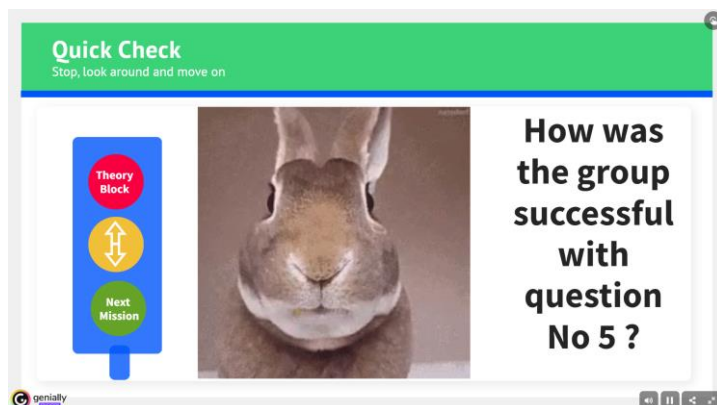 Quick Check
Stop, look around and move on
Theory
Block
Next
Mission
How was
the group
successful
with
question
No 5 ?
genially